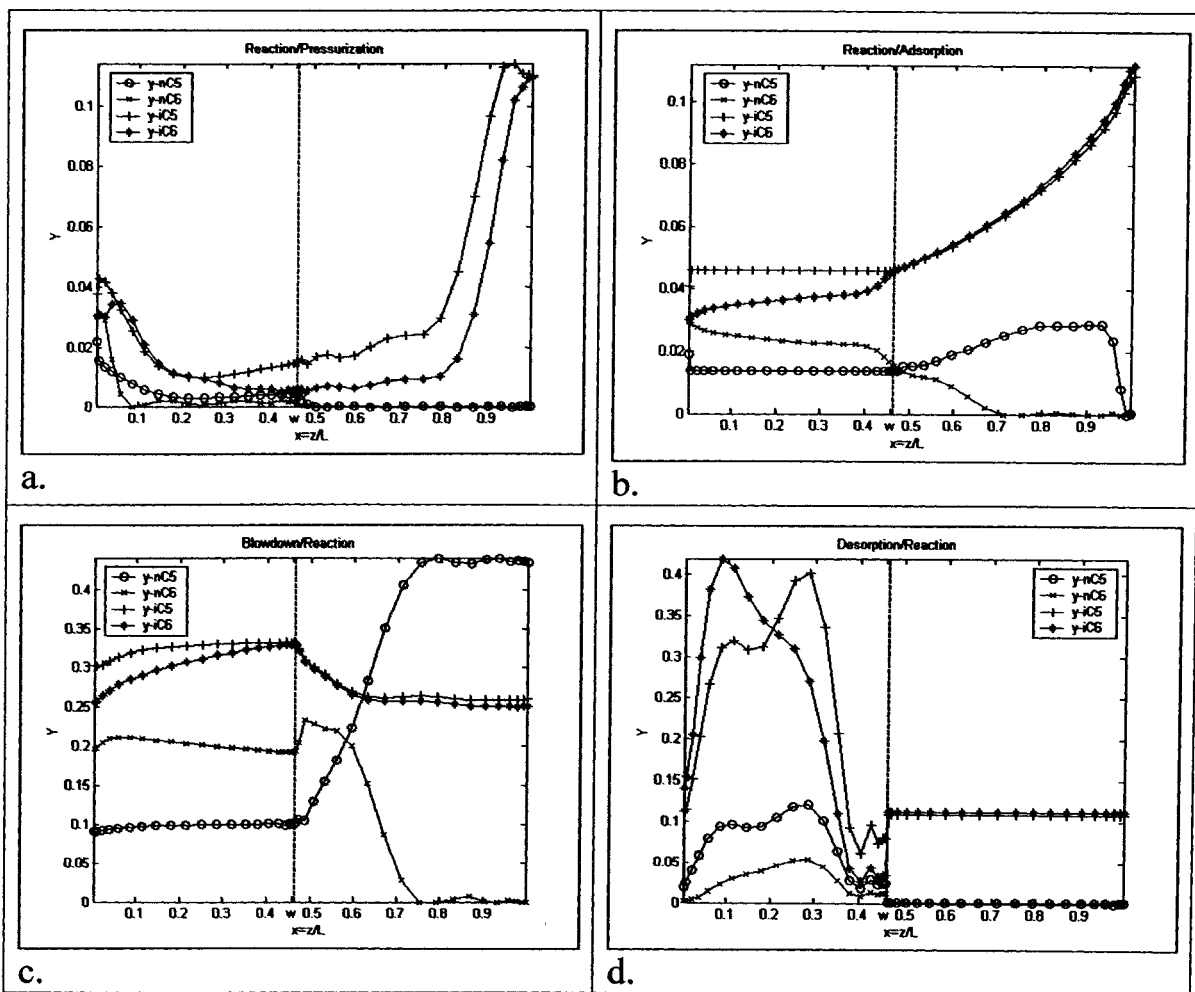 Reaction/Pressurization
y-nC5
y-nC6
y-iC5
y-iC6
0.1
0.08
0.06
0.04
0.02
0
Y
0.1 0.2 0.3 0.4 w 0.5 0.6 0.7 0.8 0.9
x=z/L
a.
Reaction/Adsorption
y-nC5
y-nC6
y-iC5
y-iC6
0.1
0.08
0.06
0.04
0.02
0
Y
0.1 0.2 0.3 0.4 w 0.5 0.6 0.7 0.8 0.9
x=z/L
b.
Blowdown/Reaction
y-nC5
y-nC6
y-iC5
y-iC6
0.4
0.35
0.3
0.25
0.2
0.15
0.1
0.05
0
Y
0.1 0.2 0.3 0.4 w 0.5 0.6 0.7 0.8 0.9
x=z/L
c.
Desorption/Reaction
y-nC5
y-nC6
y-iC5
y-iC6
0.4
0.35
0.3
0.25
0.2
0.15
0.1
0.05
0
Y
0.1 0.2 0.3 0.4 w 0.5 0.6 0.7 0.8 0.9
x=z/L
d.